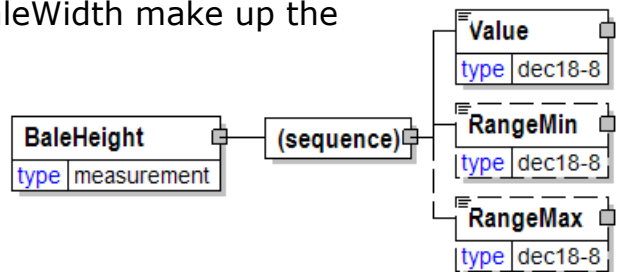 leWidth make up the
Value
type dec18-8
BaleHeight
type measurement
(sequence)
RangeMin
type dec18-8
RangeMax
type dec18-8